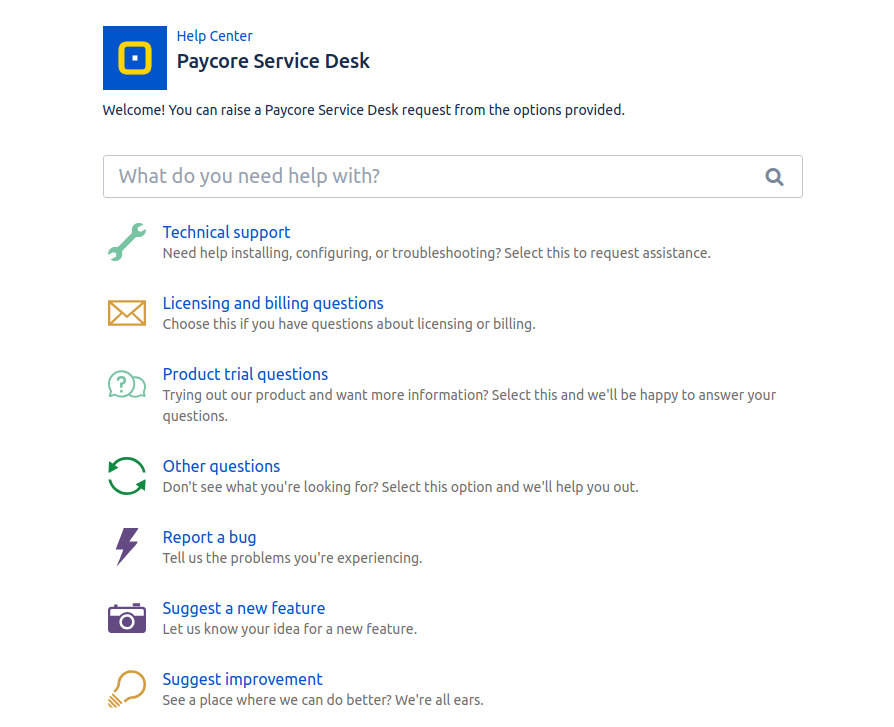 Help Center
Paycore Service Desk
Welcome! You can raise a Paycore Service Desk request from the options provided.
What do you need help with?
Technical support
Need help installing, configuring, or troubleshooting? Select this to request assistance.
Licensing and billing questions
Choose this if you have questions about licensing or billing.
Product trial questions
Trying out our product and want more information? Select this and we'll be happy to answer your
questions.
Other questions
Don't see what you're looking for? Select this option and we'll help you out.
Report a bug
Tell us the problems you're experiencing.
Suggest a new feature
Let us know your idea for a new feature.
Suggest improvement
See a place where we can do better? We're all ears.